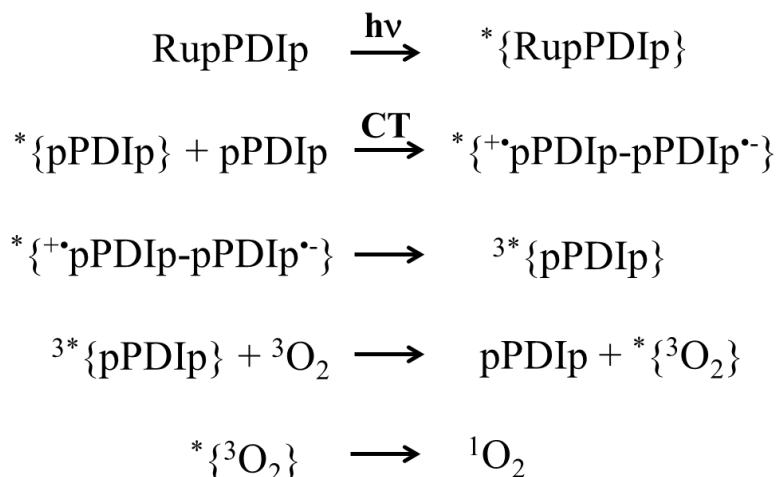 RupPDIp hν → *{RupPDIp}
*{pPDIp} + pPDIp CT → *{⁺•pPDIp-pPDIp•⁻}
*{⁺•pPDIp-pPDIp•⁻} → ³*{pPDIp}
³*{pPDIp} + ³O₂ → pPDIp + *{³O₂}
*{³O₂} → ¹O₂